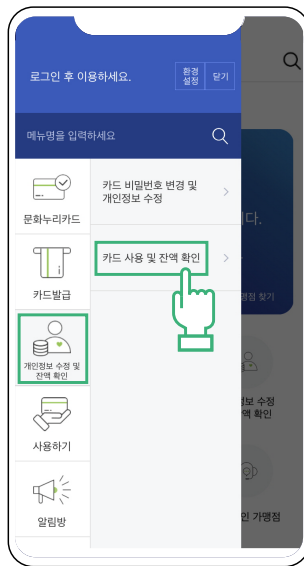 로그인 후 이용하세요.
환경
설정
닫기
메뉴명을 입력하세요
문화누리카드
카드 비밀번호 변경 및
개인정보 수정
카드발급
카드 사용 및 잔액 확인
개인정보 수정 및
잔액 확인
사용하기
알림방
다.
맹점 찾기
보 수정
액 확인
인 가맹점